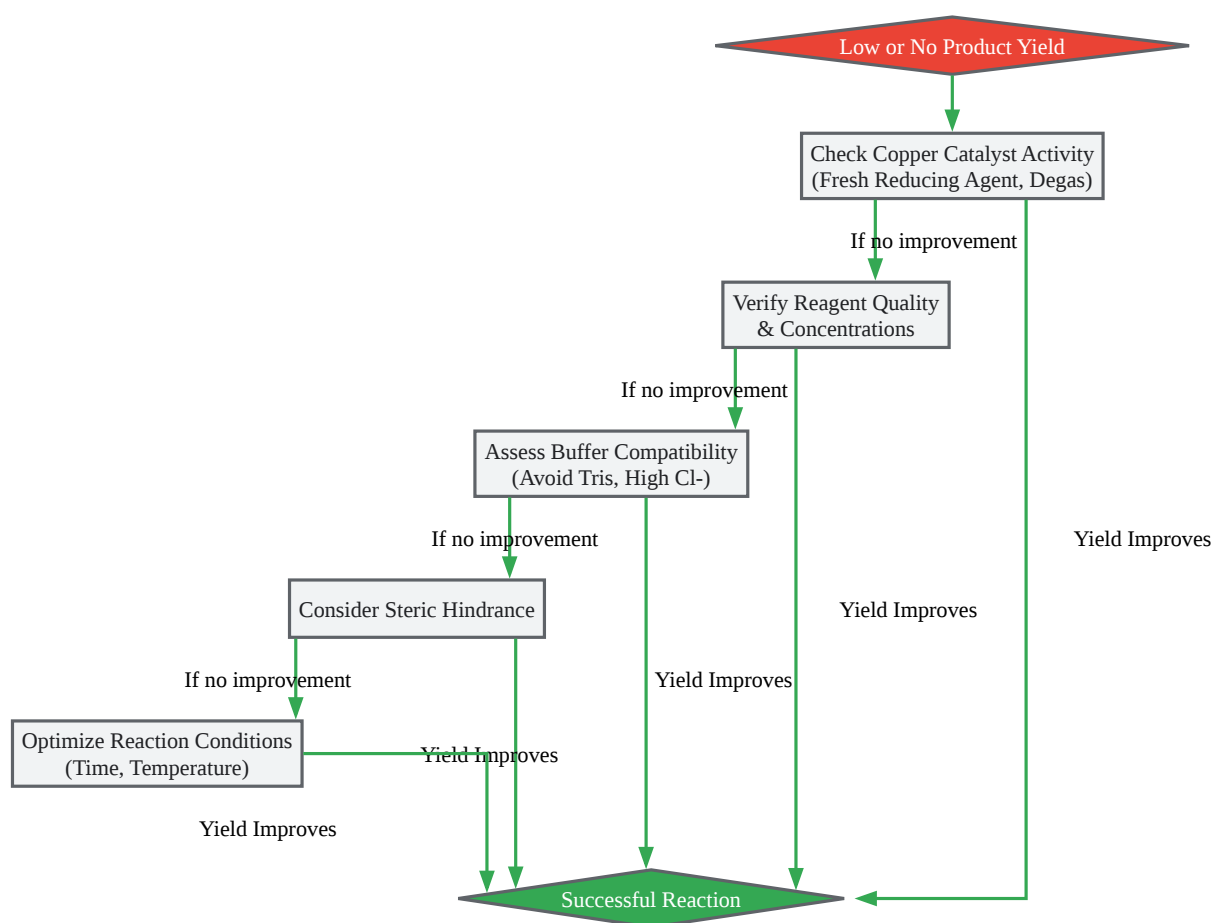 Low or No Product Yield
Check Copper Catalyst Activity
(Fresh Reducing Agent, Degas)
If no improvement
Verify Reagent Quality
& Concentrations
If no improvement
Assess Buffer Compatibility
(Avoid Tris, High Cl-)
If no improvement
Yield Improves
Consider Steric Hindrance
Yield Improves
If no improvement
Yield Improves
Optimize Reaction Conditions
(Time, Temperature)
Yield Improves
Yield Improves
Successful Reaction